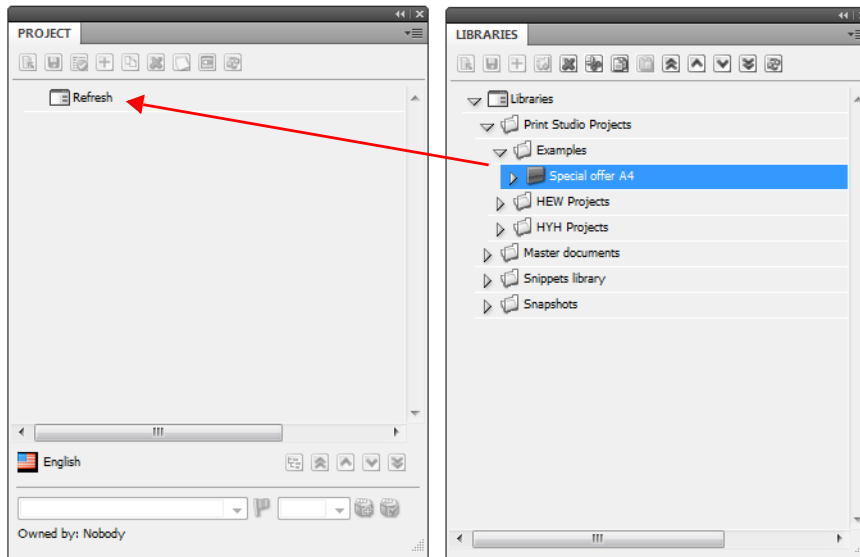 PROJECT
Refresh
English
Owned by: Nobody
LIBRARIES
Libraries
Print Studio Projects
Examples
Special offer A4
HEW Projects
HYH Projects
Master documents
Snippets library
Snapshots